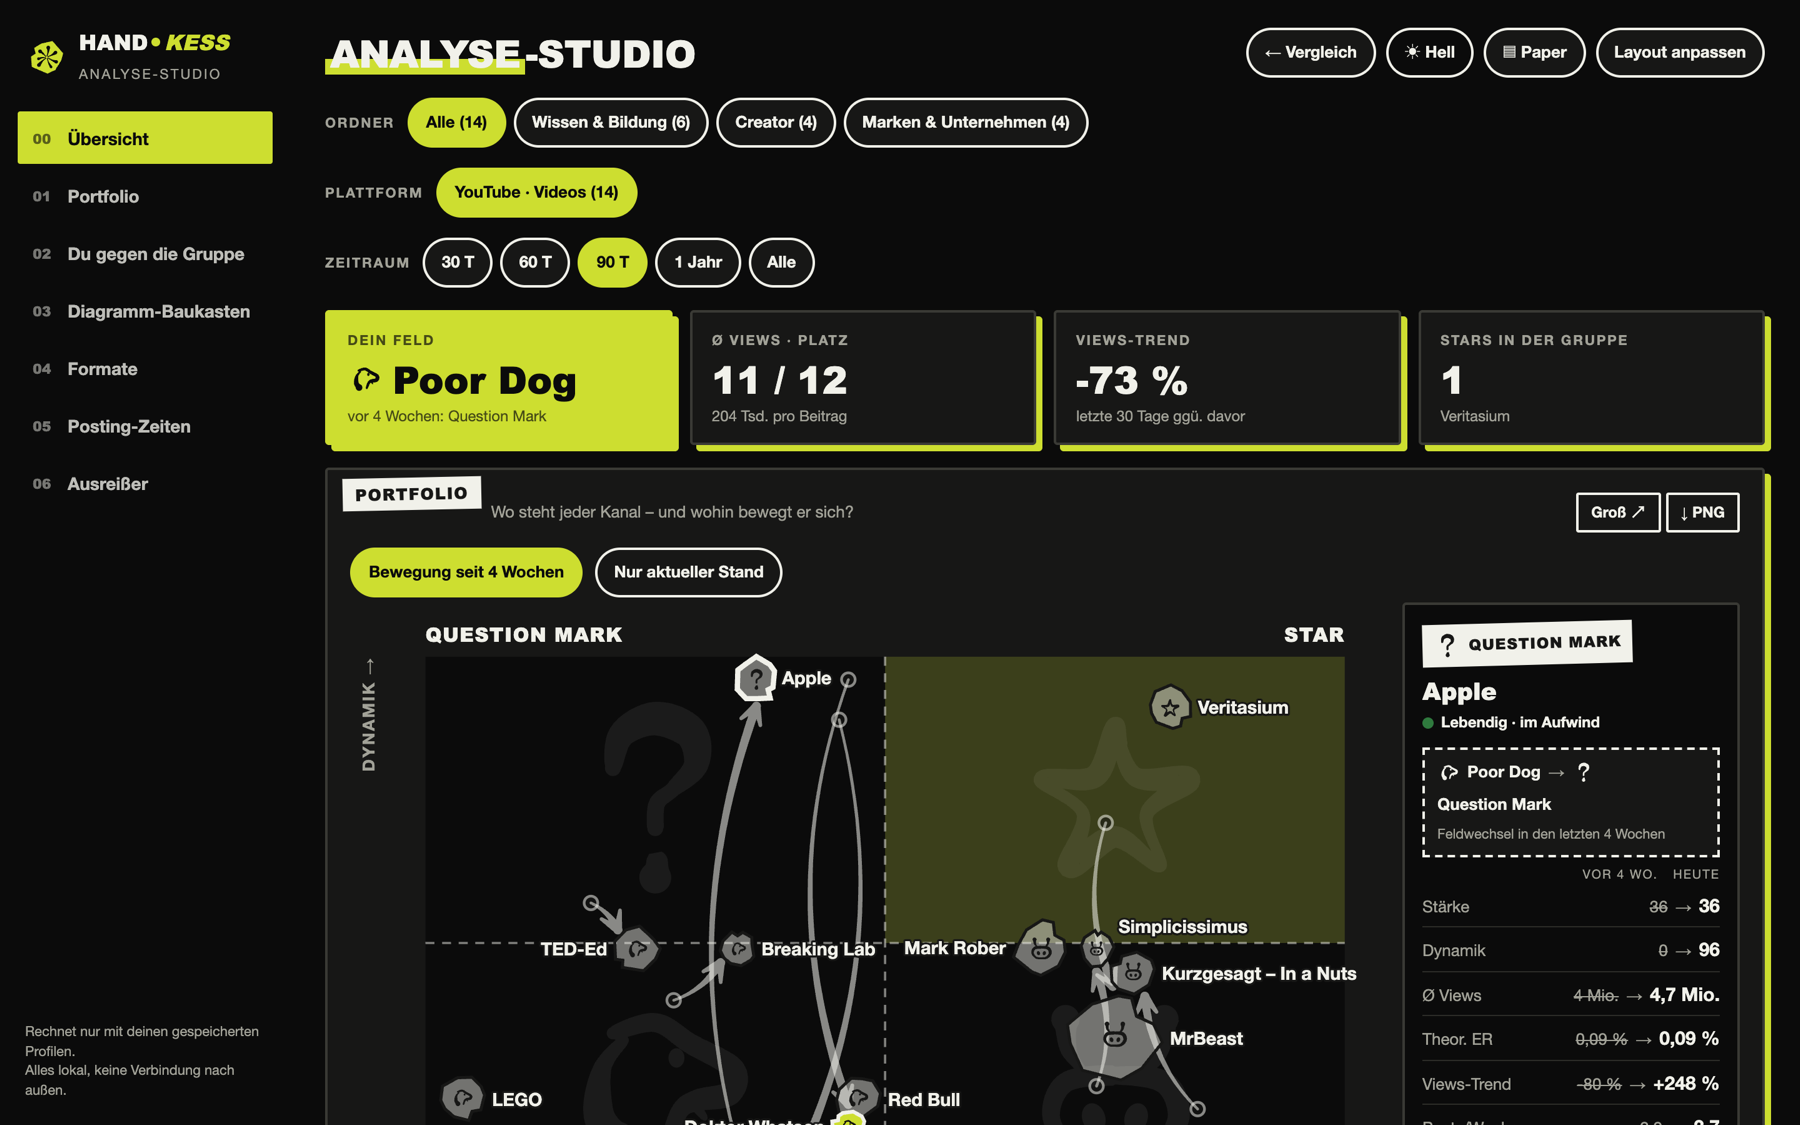 HAND•KESS
ANALYSE-STUDIO
00 Übersicht
01 Portfolio
02 Du gegen die Gruppe
03 Diagramm-Baukasten
04 Formate
05 Posting-Zeiten
06 Ausreißer
Rechnet nur mit deinen gespeicherten
Profilen.
Alles lokal, keine Verbindung nach
außen.
ANALYSE-STUDIO
← Vergleich
☀ Hell
▤ Paper
Layout anpassen
ORDNER Alle (14) Wissen & Bildung (6) Creator (4) Marken & Unternehmen (4)
PLATTFORM YouTube · Videos (14)
ZEITRAUM 30 T 60 T 90 T 1 Jahr Alle
DEIN FELD
Poor Dog
vor 4 Wochen: Question Mark
Ø VIEWS · PLATZ
11 / 12
204 Tsd. pro Beitrag
VIEWS-TREND
-73 %
letzte 30 Tage ggü. davor
STARS IN DER GRUPPE
1
Veritasium
PORTFOLIO
Wo steht jeder Kanal – und wohin bewegt er sich?
Groß ↗
↓ PNG
Bewegung seit 4 Wochen
Nur aktueller Stand
QUESTION MARK
STAR
DYNAMIK →
? Apple
Veritasium
Simplicissimus
TED-Ed
Breaking Lab
Mark Rober
Kurzgesagt – In a Nuts
MrBeast
LEGO
Red Bull
? QUESTION MARK
Apple
Lebendig · im Aufwind
Poor Dog → ?
Question Mark
Feldwechsel in den letzten 4 Wochen
VOR 4 WO. HEUTE
Stärke 36 → 36
Dynamik 0 → 96
Ø Views 4 Mio. → 4,7 Mio.
Theor. ER 0,09 % → 0,09 %
Views-Trend -80 % → +248 %